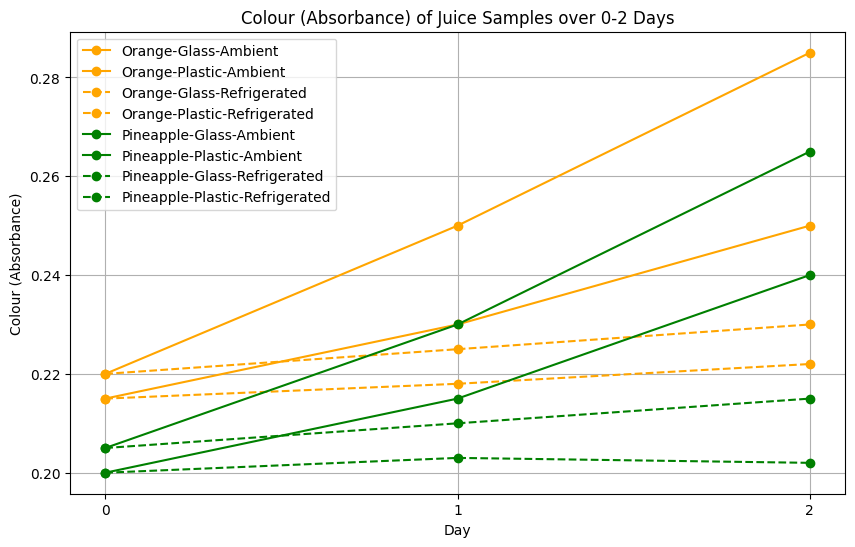 Colour (Absorbance) of Juice Samples over 0-2 Days
Orange-Glass-Ambient
Orange-Plastic-Ambient
Orange-Glass-Refrigerated
Orange-Plastic-Refrigerated
Pineapple-Glass-Ambient
Pineapple-Plastic-Ambient
Pineapple-Glass-Refrigerated
Pineapple-Plastic-Refrigerated
Colour (Absorbance)
0.28
0.26
0.24
0.22
0.20
0 1 2
Day